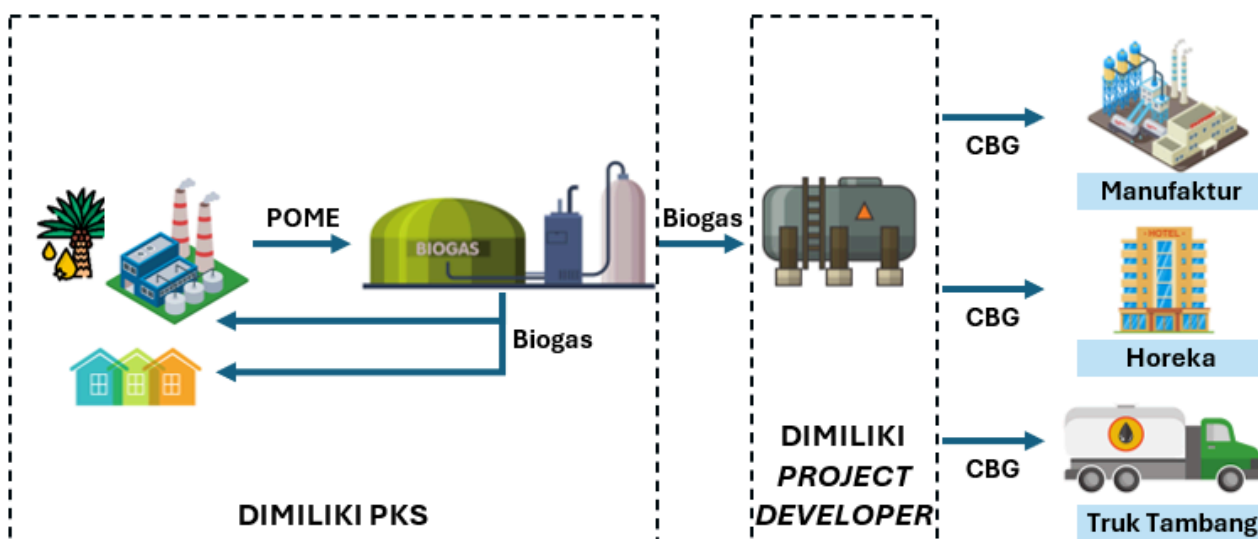 POME
BIOGAS
Biogas
DIMILIKI PKS
Biogas
DIMILIKI
PROJECT
DEVELOPER
CBG
Manufaktur
HOTEL
CBG
Horeka
CBG
Truk Tambang